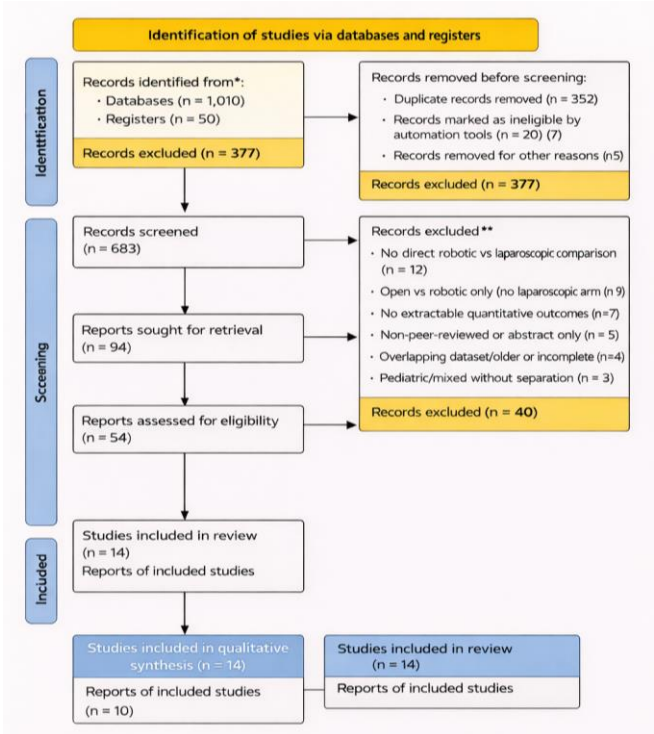 Identification of studies via databases and registers
Identtfication
Records identified from*:
· Databases (n = 1,010)
· Registers (n = 50)
Records excluded (n = 377)
Records removed before screening:
· Duplicate records removed (n = 352)
· Records marked as ineligible by
automation tools (n = 20) (7)
· Records removed for other reasons (n5)
Records excluded (n = 377)
Scceening
Records screened
(n = 683)
Reports sought for retrieval
(n = 94)
Reports assessed for eligibility
(n = 54)
Records excluded**
· No direct robotic vs laparoscopic comparison
(n = 12)
· Open vs robotic only (no laparoscopic arm (n 9)
· No extractable quantitative outcomes (n=7)
· Non-peer-reviewed or abstract only (n = 5)
· Overlapping dataset/older or incomplete (n=4)
· Pediatric/mixed without separation (n = 3)
Records excluded (n = 40)
Included
Studies included in review
(n = 14)
Reports of included studies
Studies included in qualitative
synthesis (n = 14)
Reports of included studies
(n = 10)
Studies included in review
(n = 14)
Reports of included studies